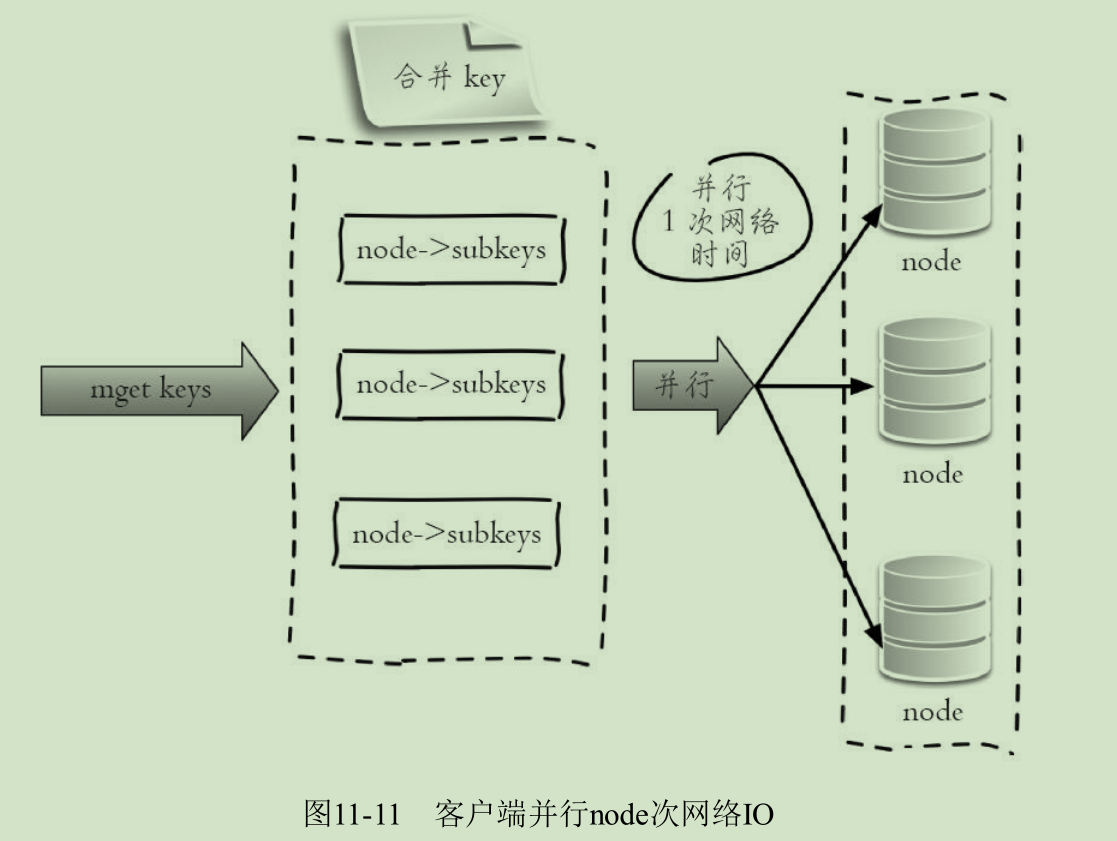 合并 key
并行
1 次网络
时间
node->subkeys
node->subkeys
node->subkeys
mget keys
并行
node
node
node
图11-11 客户端并行node次网络IO